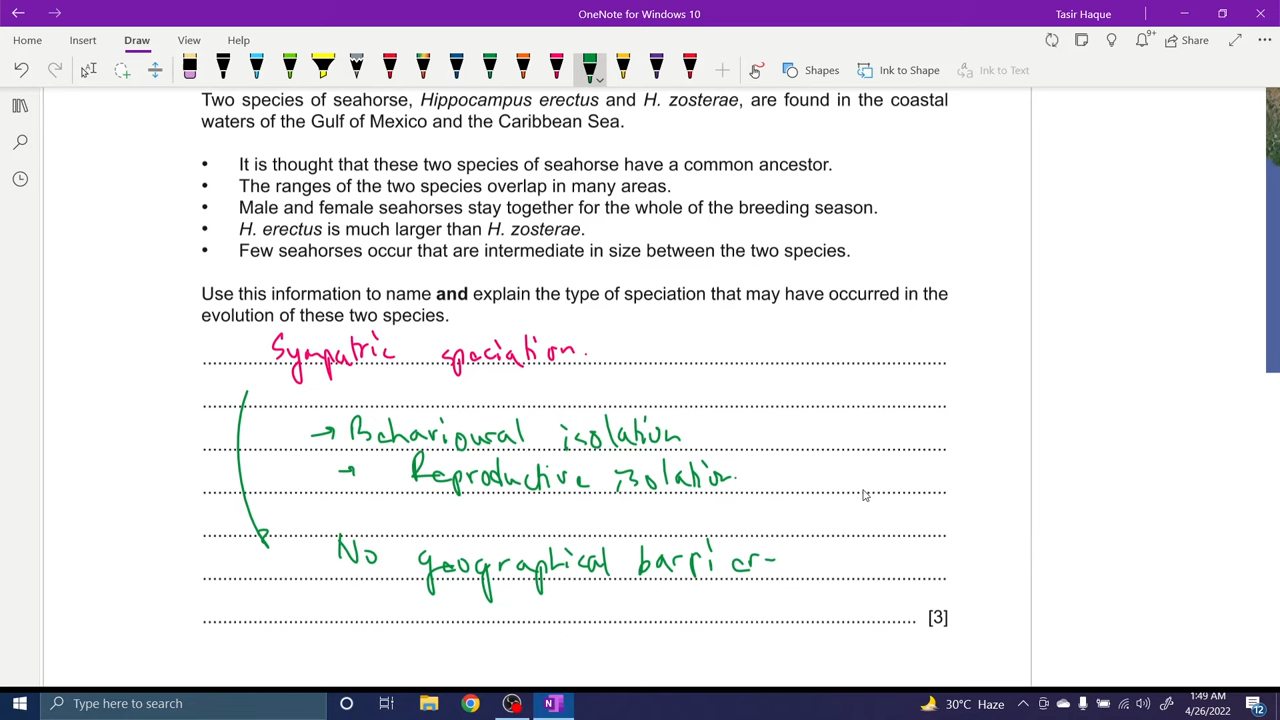 OneNote for Windows 10
Tasir Haque
Home Insert Draw View Help
9+
Share
Shapes
Ink to Shape
Ink to Text
Two species of seahorse, Hippocampus erectus and H. zosterae, are found in the coastal
waters of the Gulf of Mexico and the Caribbean Sea.
• It is thought that these two species of seahorse have a common ancestor.
• The ranges of the two species overlap in many areas.
• Male and female seahorses stay together for the whole of the breeding season.
• H. erectus is much larger than H. zosterae.
• Few seahorses occur that are intermediate in size between the two species.
Use this information to name and explain the type of speciation that may have occurred in the
evolution of these two species.
Sympatric speciation.
→ Behavioural isolation
→ Reproductive isolation.
No geographical barrier-
[3]
Type here to search
30°C Haze
1:49 AM
4/26/2022
12